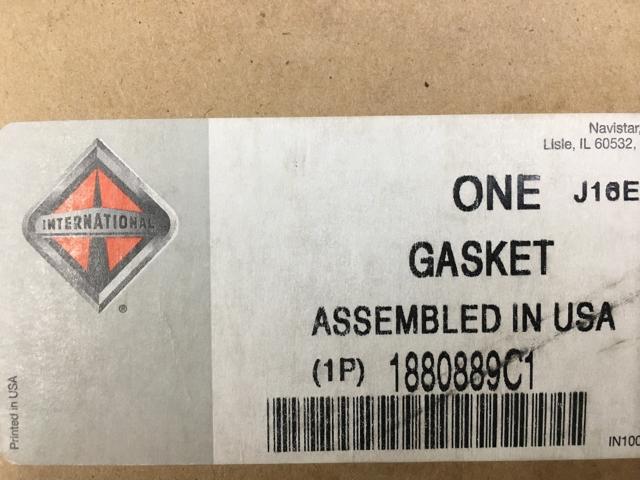 Navistar,
Lisle, IL 60532,
INTERNATIONAL
®
ONE J16E
GASKET
ASSEMBLED IN USA
(1P) 1880889C1
Printed in USA
IN100